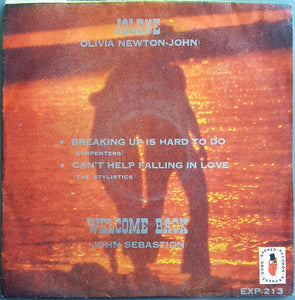 JOLENE
(OLIVIA NEWTON-JOHN)
★ BREAKING UP IS HARD TO DO
(CARPENTERS)
★ CAN'T HELP FALLING IN LOVE
(THE STYLISTICS)
WELCOME BACK
(JOHN SEBASTION)
EXP-213